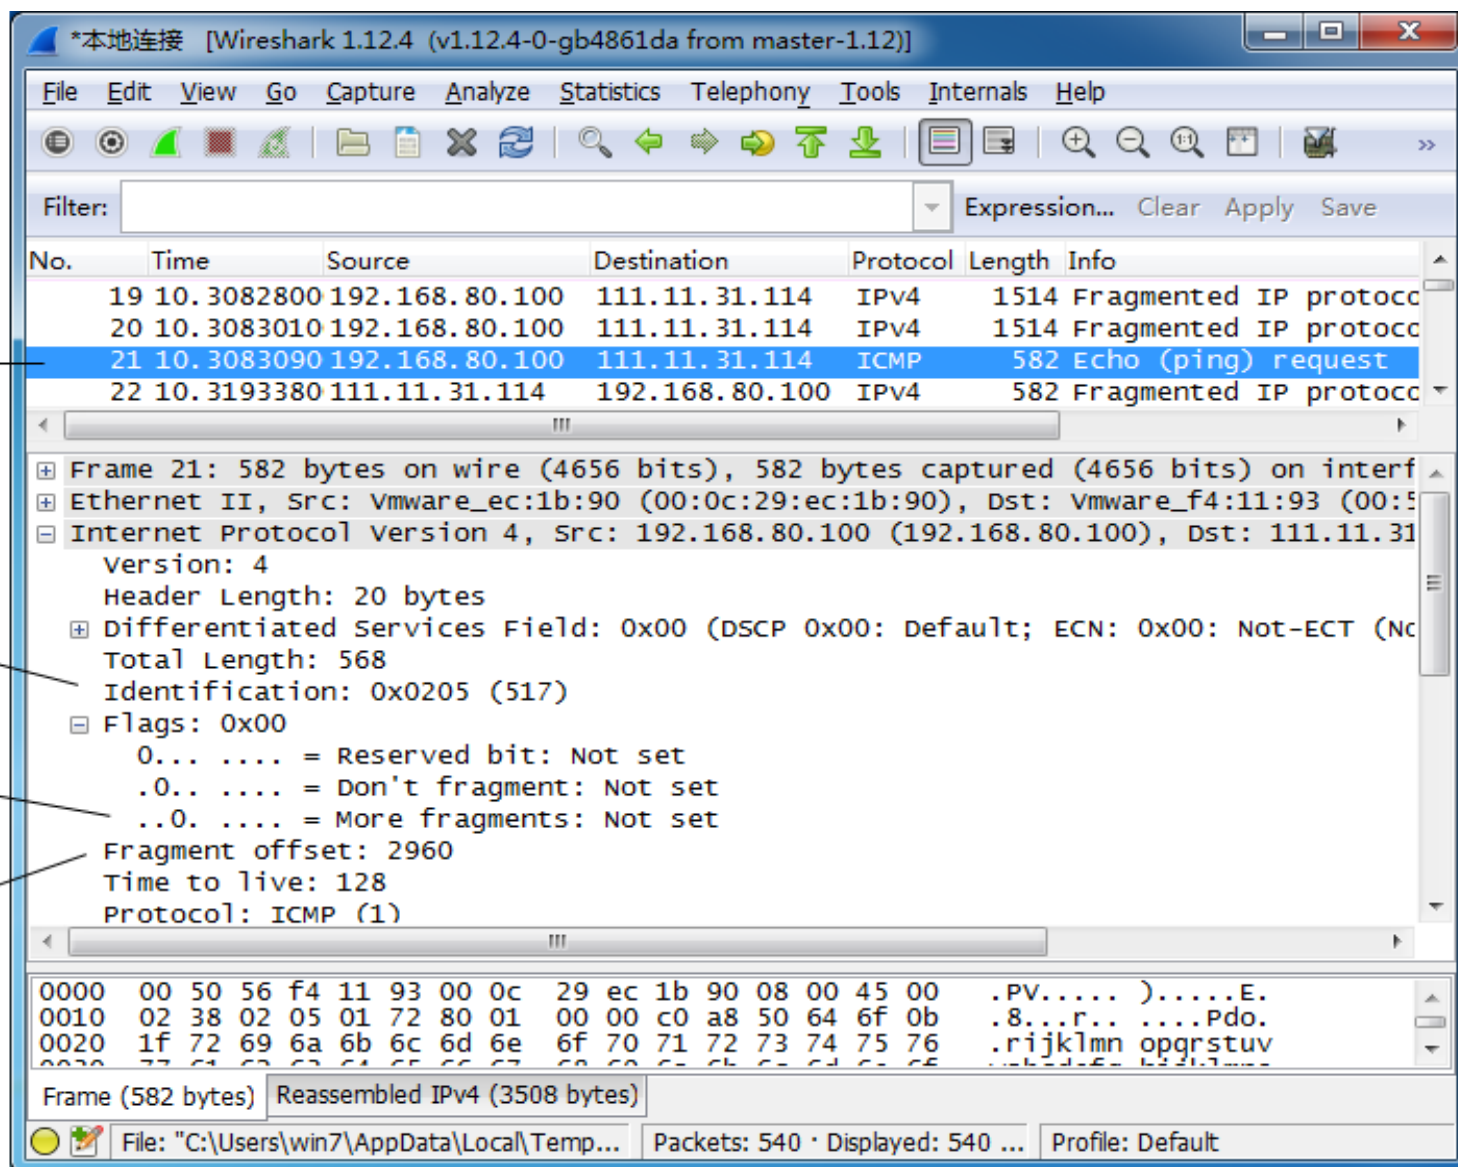 *本地连接 [Wireshark 1.12.4 (v1.12.4-0-gb4861da from master-1.12)]
File Edit View Go Capture Analyze Statistics Telephony Tools Internals Help
Filter: Expression... Clear Apply Save
No. Time Source Destination Protocol Length Info
19 10.3082800 192.168.80.100 111.11.31.114 IPv4 1514 Fragmented IP protoco
20 10.3083010 192.168.80.100 111.11.31.114 IPv4 1514 Fragmented IP protoco
21 10.3083090 192.168.80.100 111.11.31.114 ICMP 582 Echo (ping) request
22 10.3193380 111.11.31.114 192.168.80.100 IPv4 582 Fragmented IP protoco
Frame 21: 582 bytes on wire (4656 bits), 582 bytes captured (4656 bits) on interf
Ethernet II, Src: Vmware_ec:1b:90 (00:0c:29:ec:1b:90), Dst: Vmware_f4:11:93 (00:5
Internet Protocol Version 4, Src: 192.168.80.100 (192.168.80.100), Dst: 111.11.31
Version: 4
Header Length: 20 bytes
Differentiated Services Field: 0x00 (DSCP 0x00: Default; ECN: 0x00: Not-ECT (No
Total Length: 568
Identification: 0x0205 (517)
Flags: 0x00
0... .... = Reserved bit: Not set
.0.. .... = Don't fragment: Not set
..0. .... = More fragments: Not set
Fragment offset: 2960
Time to live: 128
Protocol: ICMP (1)
0000 00 50 56 f4 11 93 00 0c 29 ec 1b 90 08 00 45 00 .PV..... ).....E.
0010 02 38 02 05 01 72 80 01 00 00 c0 a8 50 64 6f 0b .8...r.. ....Pdo.
0020 1f 72 69 6a 6b 6c 6d 6e 6f 70 71 72 73 74 75 76 .rijklmn opqrstuv
Frame (582 bytes) Reassembled IPv4 (3508 bytes)
File: "C:\Users\win7\AppData\Local\Temp... Packets: 540 · Displayed: 540 ... Profile: Default